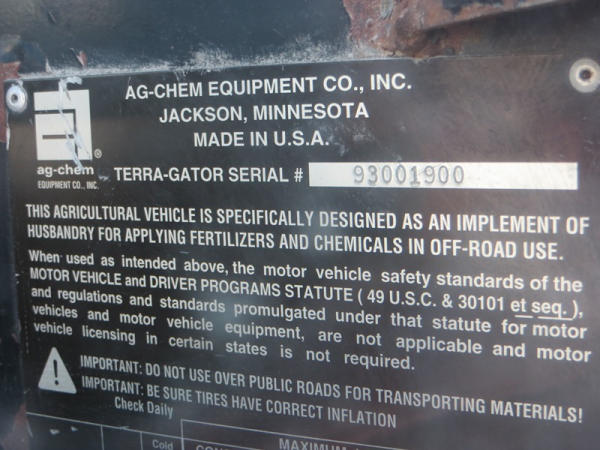 AG-CHEM EQUIPMENT CO., INC.
JACKSON, MINNESOTA
MADE IN U.S.A.
ag-chem®
EQUIPMENT CO., INC.
TERRA-GATOR SERIAL # 93001900
THIS AGRICULTURAL VEHICLE IS SPECIFICALLY DESIGNED AS AN IMPLEMENT OF
HUSBANDRY FOR APPLYING FERTILIZERS AND CHEMICALS IN OFF-ROAD USE.
When used as intended above, the motor vehicle safety standards of the
MOTOR VEHICLE and DRIVER PROGRAMS STATUTE ( 49 U.S.C. & 30101 et seq. ),
and regulations and standards promulgated under that statute for motor
vehicles and motor vehicle equipment, are not applicable and motor
vehicle licensing in certain states is not required.
IMPORTANT: DO NOT USE OVER PUBLIC ROADS FOR TRANSPORTING MATERIALS!
IMPORTANT: BE SURE TIRES HAVE CORRECT INFLATION
Check Daily
Cold
MAXIMUM